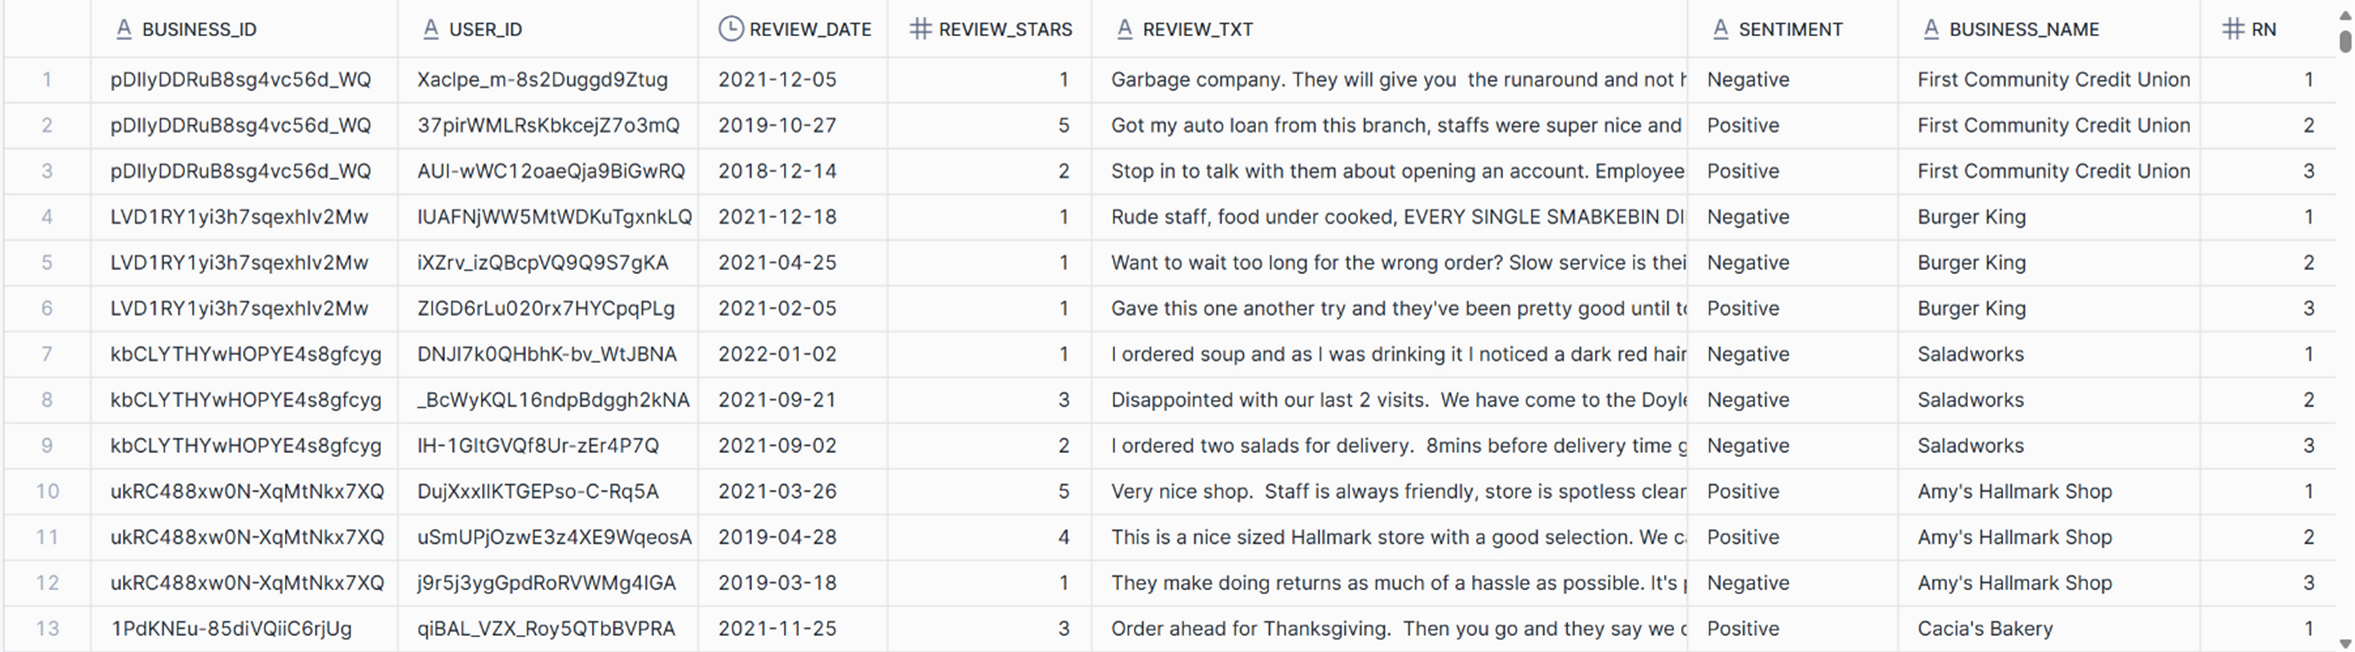 BUSINESS_ID USER_ID REVIEW_DATE REVIEW_STARS REVIEW_TXT SENTIMENT BUSINESS_NAME RN
1 pDIIyDDRuB8sg4vc56d_WQ Xaclpe_m-8s2Duggd9Ztug 2021-12-05 1 Garbage company. They will give you  the runaround and not h Negative First Community Credit Union 1
2 pDIIyDDRuB8sg4vc56d_WQ 37pirWMLRsKbkcejZ7o3mQ 2019-10-27 5 Got my auto loan from this branch, staffs were super nice and Positive First Community Credit Union 2
3 pDIIyDDRuB8sg4vc56d_WQ AUI-wWC12oaeQja9BiGwRQ 2018-12-14 2 Stop in to talk with them about opening an account. Employee Positive First Community Credit Union 3
4 LVD1RY1yi3h7sqexhIv2Mw IUAFNjWW5MtWDKuTgxnkLQ 2021-12-18 1 Rude staff, food under cooked, EVERY SINGLE SMABKEBIN DI Negative Burger King 1
5 LVD1RY1yi3h7sqexhIv2Mw iXZrv_izQBcpVQ9Q9S7gKA 2021-04-25 1 Want to wait too long for the wrong order? Slow service is thei Negative Burger King 2
6 LVD1RY1yi3h7sqexhIv2Mw ZIGD6rLu020rx7HYCpqPLg 2021-02-05 1 Gave this one another try and they've been pretty good until to Positive Burger King 3
7 kbCLYTHYwHOPYE4s8gfcyg DNJI7k0QHbhK-bv_WtJBNA 2022-01-02 1 I ordered soup and as I was drinking it I noticed a dark red hair Negative Saladworks 1
8 kbCLYTHYwHOPYE4s8gfcyg _BcWyKQL16ndpBdggh2kNA 2021-09-21 3 Disappointed with our last 2 visits.  We have come to the Doyle Negative Saladworks 2
9 kbCLYTHYwHOPYE4s8gfcyg IH-1GItGVQf8Ur-zEr4P7Q 2021-09-02 2 I ordered two salads for delivery.  8mins before delivery time g Negative Saladworks 3
10 ukRC488xw0N-XqMtNkx7XQ DujXxxIIKTGEPso-C-Rq5A 2021-03-26 5 Very nice shop.  Staff is always friendly, store is spotless clean Positive Amy's Hallmark Shop 1
11 ukRC488xw0N-XqMtNkx7XQ uSmUPjOzwE3z4XE9WqeosA 2019-04-28 4 This is a nice sized Hallmark store with a good selection. We ca Positive Amy's Hallmark Shop 2
12 ukRC488xw0N-XqMtNkx7XQ j9r5j3ygGpdRoRVWMg4IGA 2019-03-18 1 They make doing returns as much of a hassle as possible. It's p Negative Amy's Hallmark Shop 3
13 1PdKNEu-85diVQiiC6rjUg qiBAL_VZX_Roy5QTbBVPRA 2021-11-25 3 Order ahead for Thanksgiving.  Then you go and they say we d Positive Cacia's Bakery 1